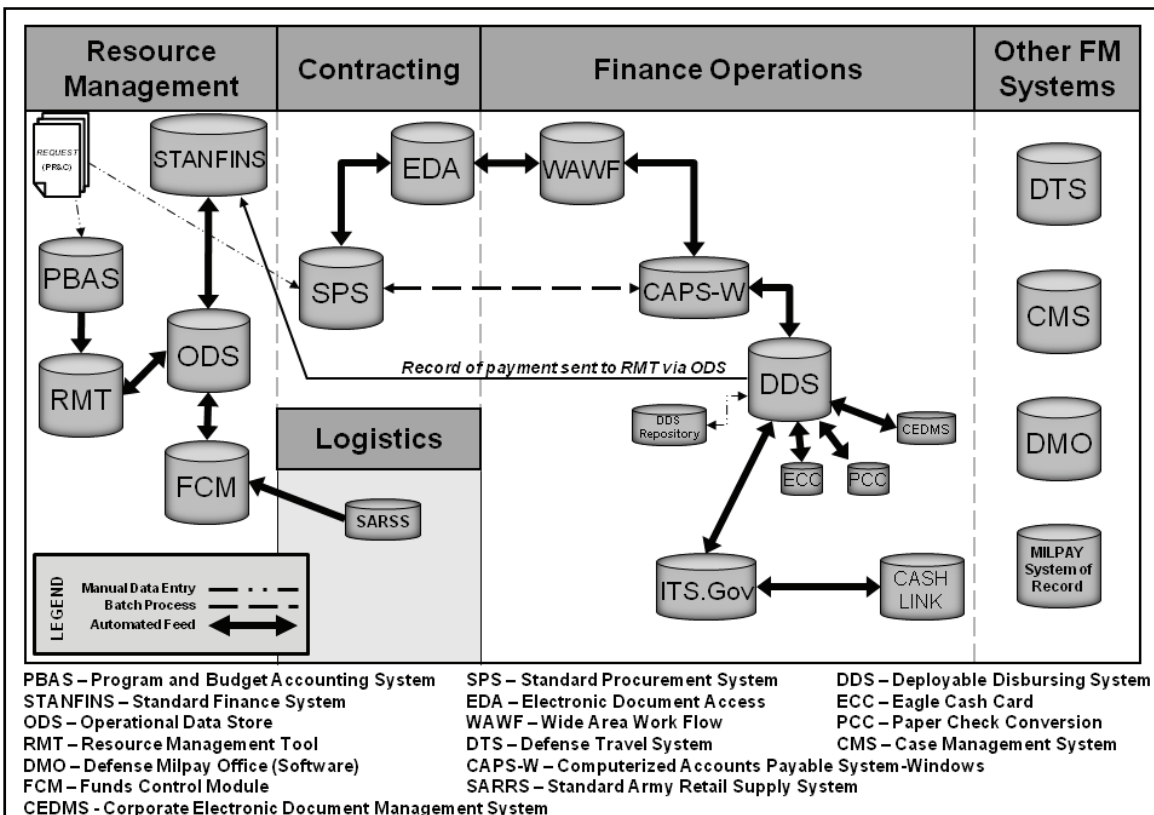 Resource
Management
Contracting
Finance Operations
Other FM
Systems
REQUEST
(PR&C)
STANFINS
EDA
WAWF
DTS
PBAS
SPS
CAPS-W
CMS
ODS
RMT
Record of payment sent to RMT via ODS
DDS
DDS
Repository
CEDMS
DMO
Logistics
FCM
ECC
PCC
SARSS
MILPAY
System of
Record
ITS.Gov
CASH
LINK
LEGEND
Manual Data Entry
Batch Process
Automated Feed
PBAS – Program and Budget Accounting System
STANFINS – Standard Finance System
ODS – Operational Data Store
RMT – Resource Management Tool
DMO – Defense Milpay Office (Software)
FCM – Funds Control Module
CEDMS - Corporate Electronic Document Management System
SPS – Standard Procurement System
EDA – Electronic Document Access
WAWF – Wide Area Work Flow
DTS – Defense Travel System
CAPS-W – Computerized Accounts Payable System-Windows
SARRS – Standard Army Retail Supply System
DDS – Deployable Disbursing System
ECC – Eagle Cash Card
PCC – Paper Check Conversion
CMS – Case Management System